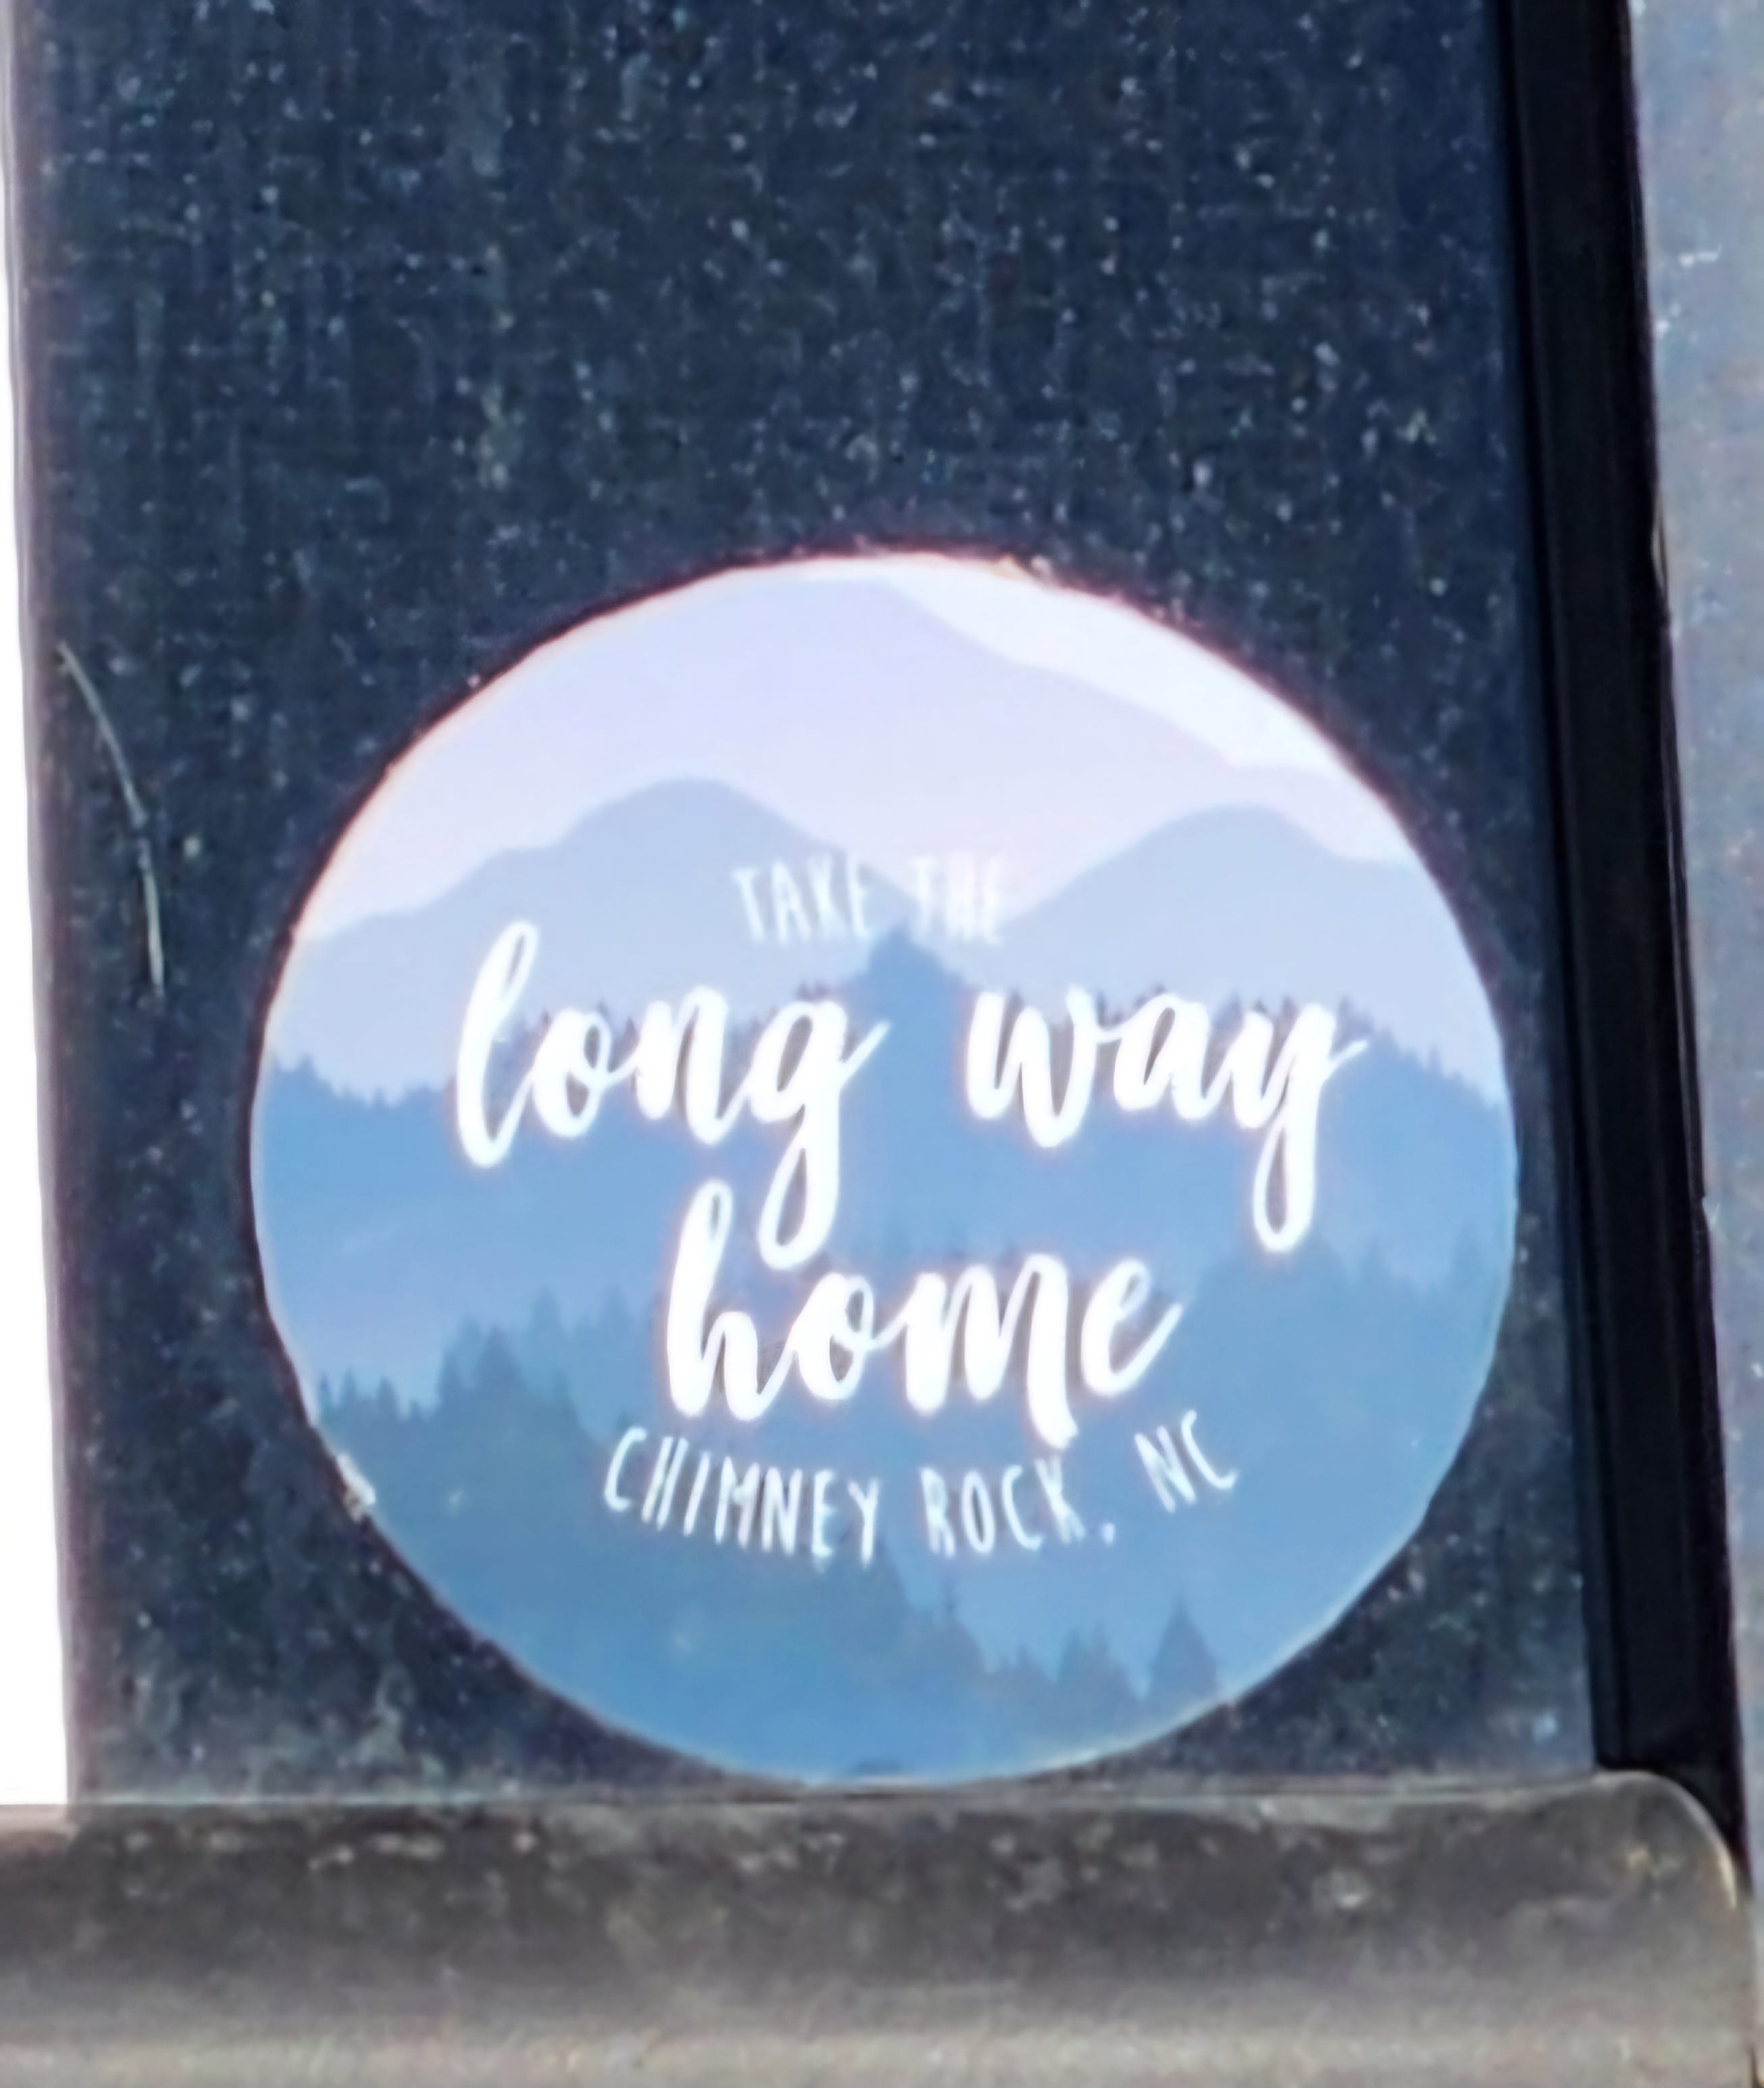 TAKE THE
long way
home
CHIMNEY ROCK, NC